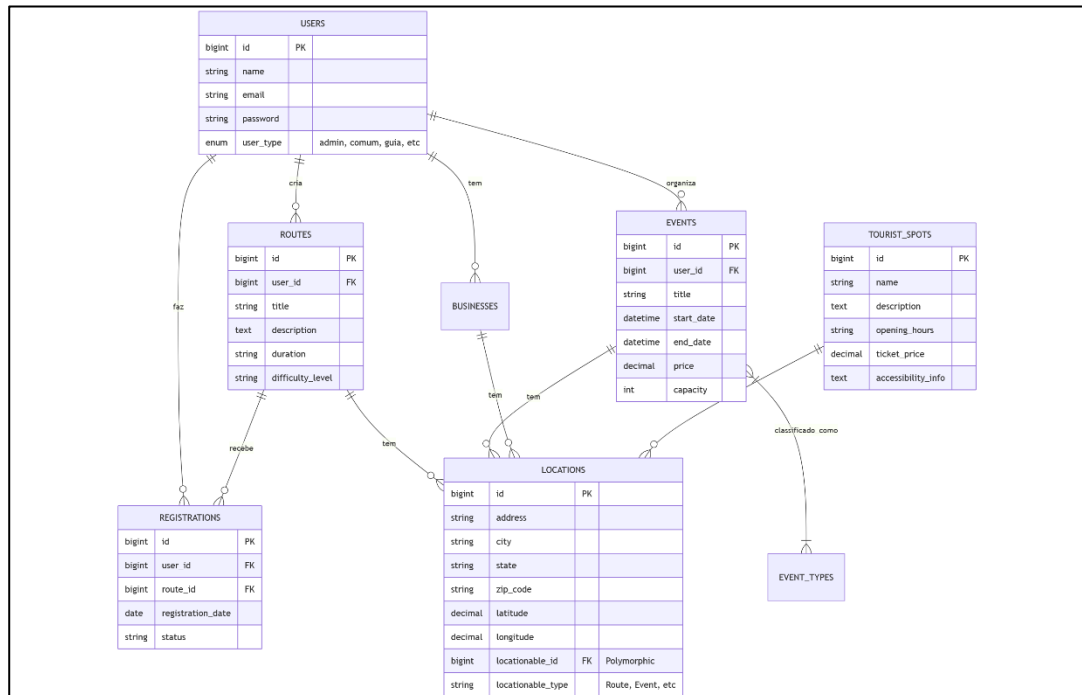 USERS
bigint id PK
string name
string email
string password
enum user_type admin, comum, guia, etc
cria
tem
organiza
faz
ROUTES
bigint id PK
bigint user_id FK
string title
text description
string duration
string difficulty_level
BUSINESSES
EVENTS
bigint id PK
bigint user_id FK
string title
datetime start_date
datetime end_date
decimal price
int capacity
TOURIST_SPOTS
bigint id PK
string name
text description
string opening_hours
decimal ticket_price
text accessibility_info
recebe
tem
tem
tem
classificado como
REGISTRATIONS
bigint id PK
bigint user_id FK
bigint route_id FK
date registration_date
string status
LOCATIONS
bigint id PK
string address
string city
string state
string zip_code
decimal latitude
decimal longitude
bigint locationable_id FK Polymorphic
string locationable_type Route, Event, etc
EVENT_TYPES